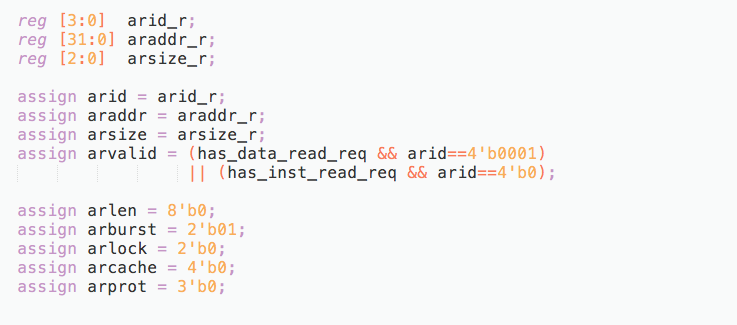 reg [3:0]  arid_r;
reg [31:0] araddr_r;
reg [2:0]  arsize_r;

assign arid = arid_r;
assign araddr = araddr_r;
assign arsize = arsize_r;
assign arvalid = (has_data_read_req && arid==4'b0001)
                 || (has_inst_read_req && arid==4'b0);

assign arlen = 8'b0;
assign arburst = 2'b01;
assign arlock = 2'b0;
assign arcache = 4'b0;
assign arprot = 3'b0;